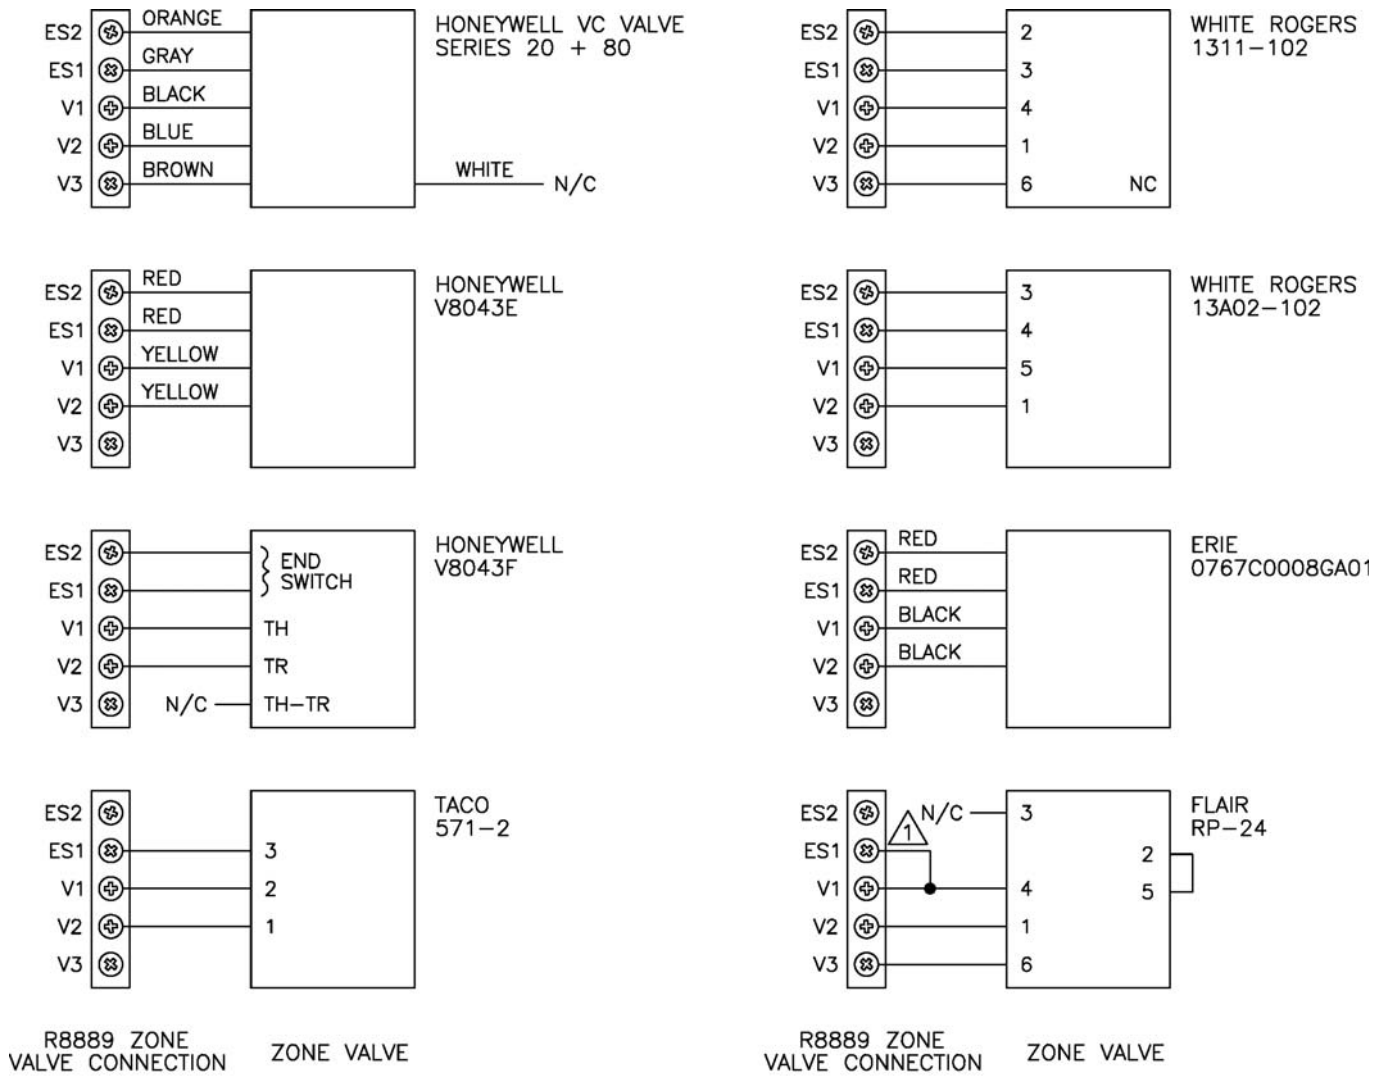 ES2 ORANGE
ES1 GRAY
V1 BLACK
V2 BLUE
V3 BROWN
WHITE N/C
HONEYWELL VC VALVE
SERIES 20 + 80
ES2 2
ES1 3
V1 4
V2 1
V3 6 NC
WHITE ROGERS
1311-102
ES2 RED
ES1 RED
V1 YELLOW
V2 YELLOW
V3
HONEYWELL
V8043E
ES2 3
ES1 4
V1 5
V2 1
V3
WHITE ROGERS
13A02-102
ES2
ES1
END
SWITCH
V1 TH
V2 TR
V3 N/C TH-TR
HONEYWELL
V8043F
ES2 RED
ES1 RED
V1 BLACK
V2 BLACK
V3
ERIE
0767C0008GA01
ES2
ES1 3
V1 2
V2 1
V3
TACO
571-2
ES2 N/C 3
ES1 1
V1 4
V2 1
V3 6
2
5
FLAIR
RP-24
R8889 ZONE
VALVE CONNECTION
ZONE VALVE
R8889 ZONE
VALVE CONNECTION
ZONE VALVE